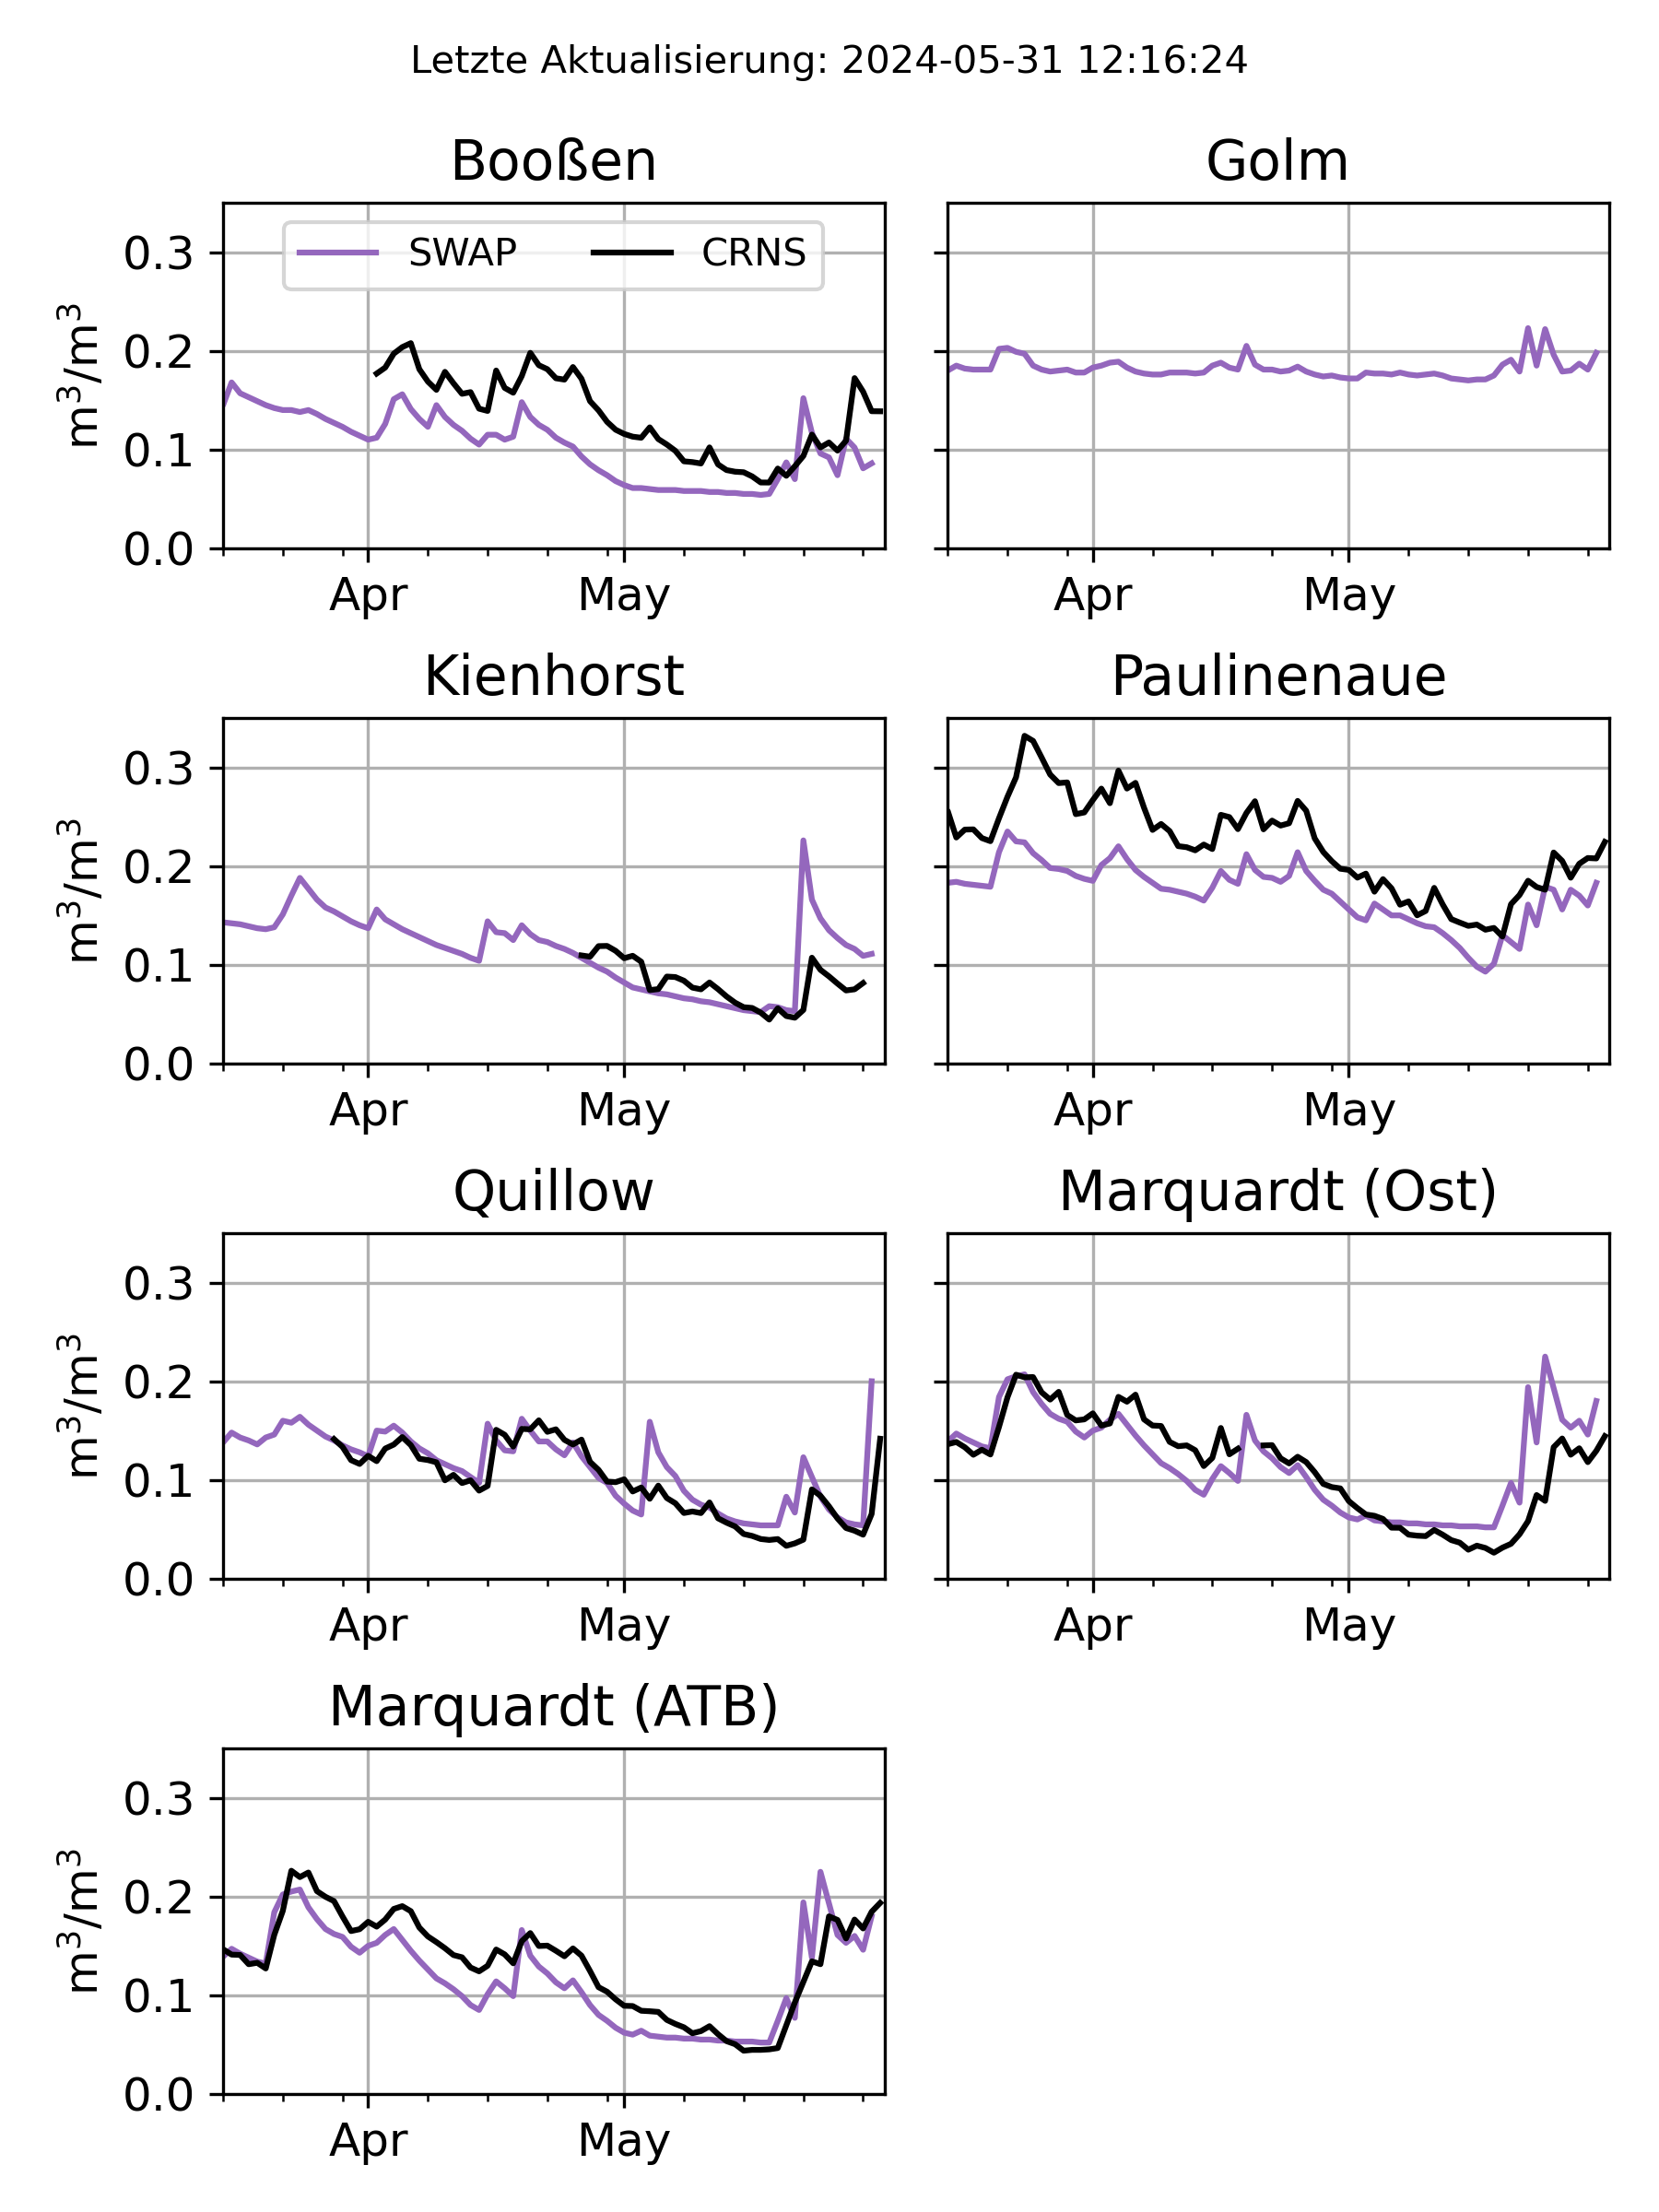 Letzte Aktualisierung: 2024-05-31 12:16:24
Booßen
Golm
SWAP CRNS
m³/m³
0.3
0.2
0.1
0.0
Apr May
Apr May
Kienhorst
Paulinenaue
m³/m³
0.3
0.2
0.1
0.0
Apr May
Apr May
Quillow
Marquardt (Ost)
m³/m³
0.3
0.2
0.1
0.0
Apr May
Apr May
Marquardt (ATB)
m³/m³
0.3
0.2
0.1
0.0
Apr May